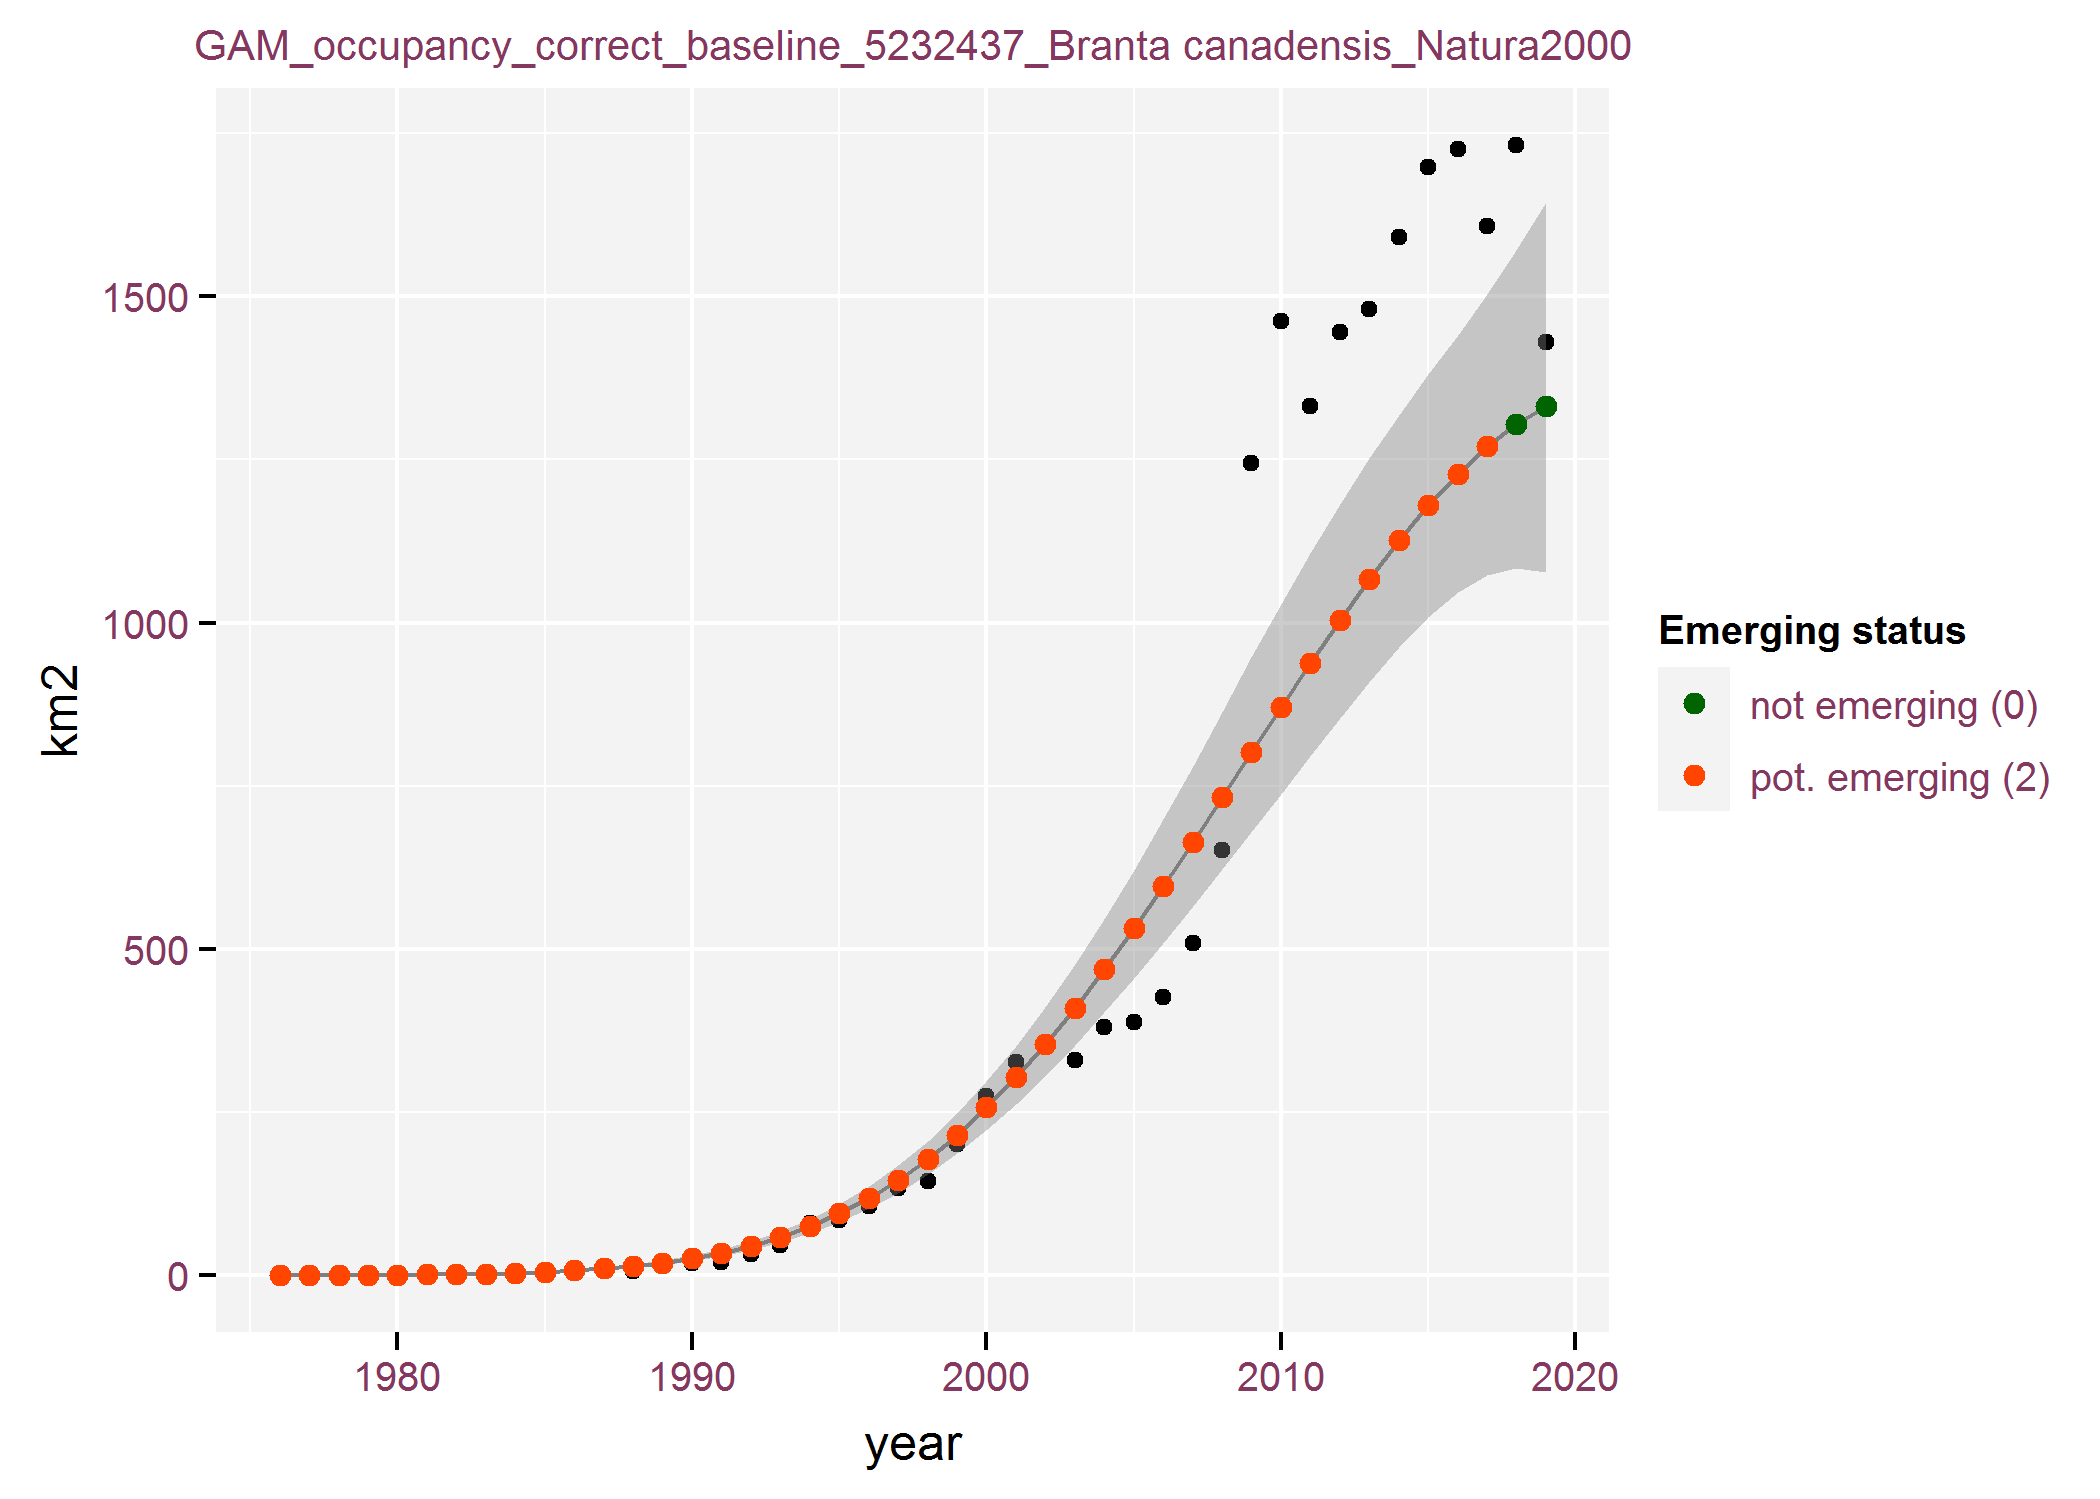 GAM_occupancy_correct_baseline_5232437_Branta canadensis_Natura2000
1500
1000
500
0
km2
1980
1990
2000
2010
2020
year
Emerging status
not emerging (0)
pot. emerging (2)